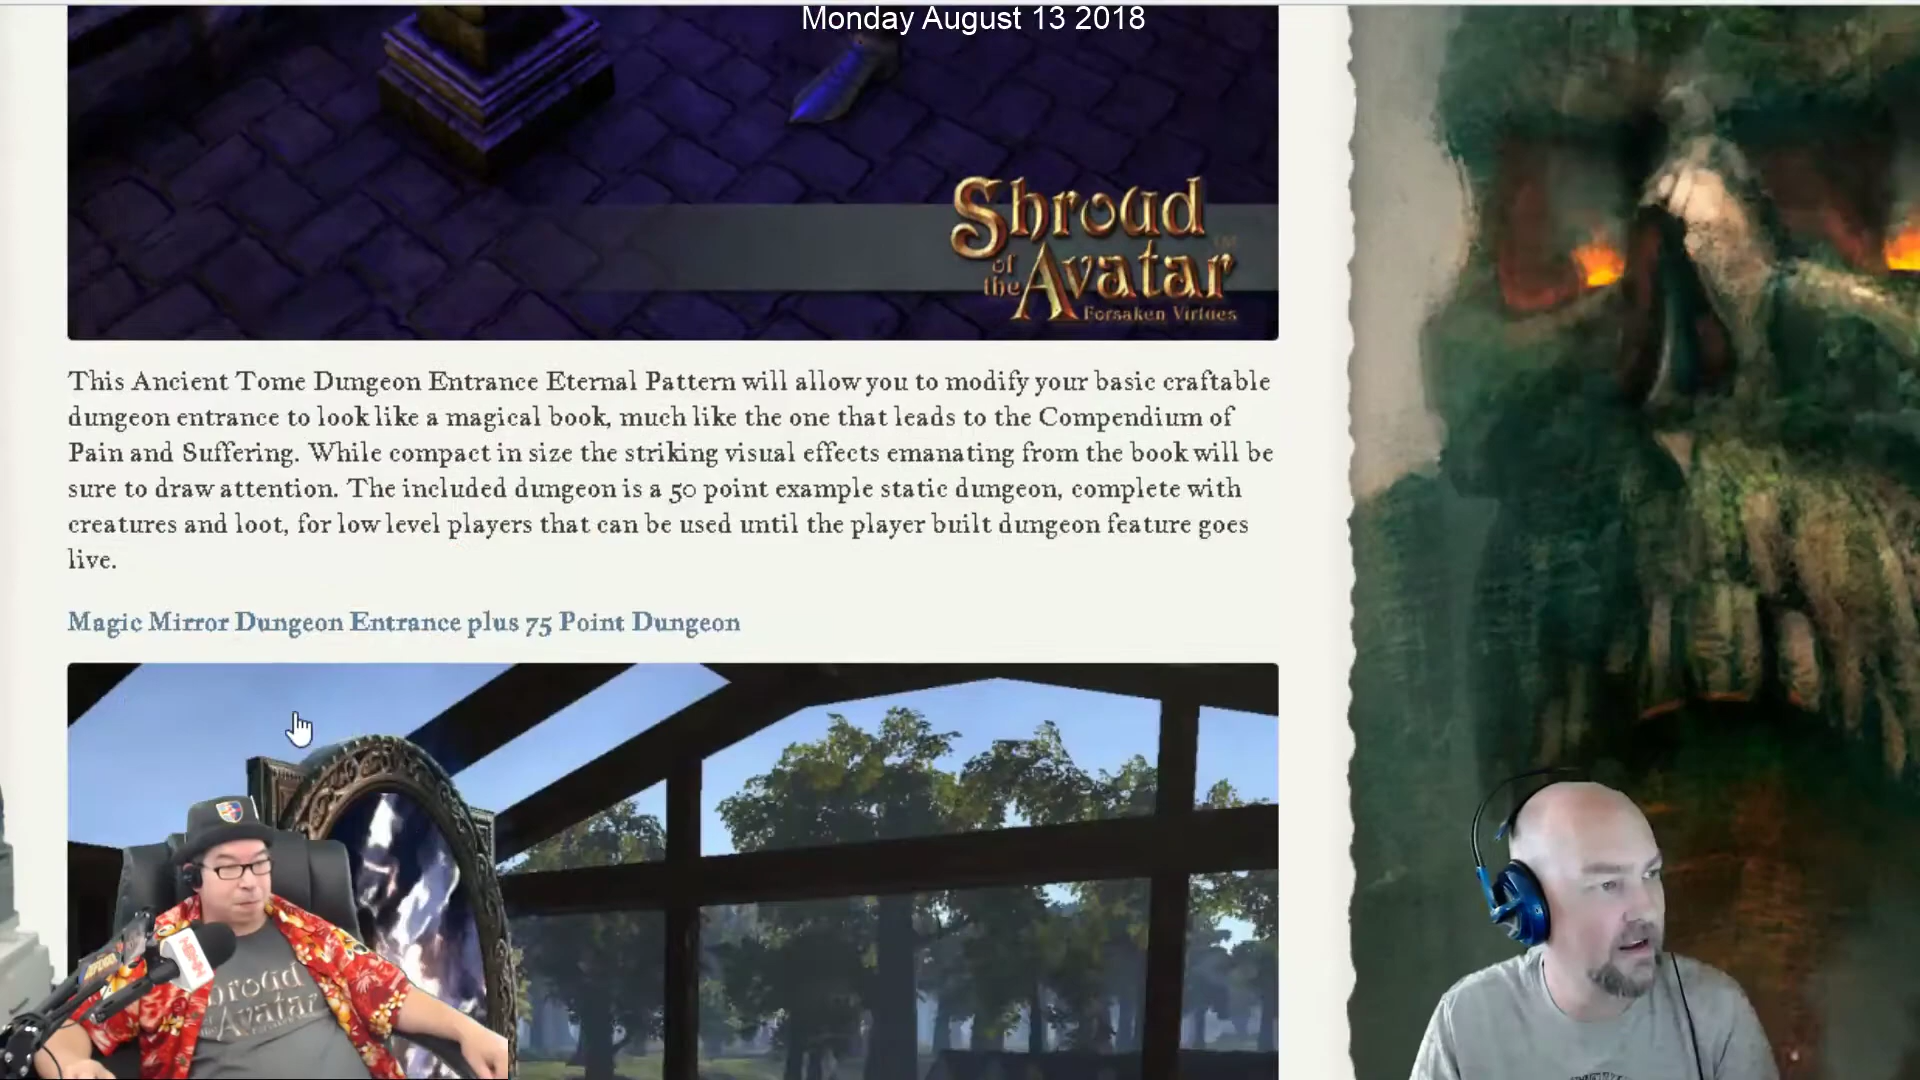 Monday August 13 2018
Shroud
of
the Avatar
Forsaken Virtues
This Ancient Tome Dungeon Entrance Eternal Pattern will allow you to modify your basic craftable
dungeon entrance to look like a magical book, much like the one that leads to the Compendium of
Pain and Suffering. While compact in size the striking visual effects emanating from the book will be
sure to draw attention. The included dungeon is a 50 point example static dungeon, complete with
creatures and loot, for low level players that can be used until the player built dungeon feature goes
live.
Magic Mirror Dungeon Entrance plus 75 Point Dungeon
Avatar